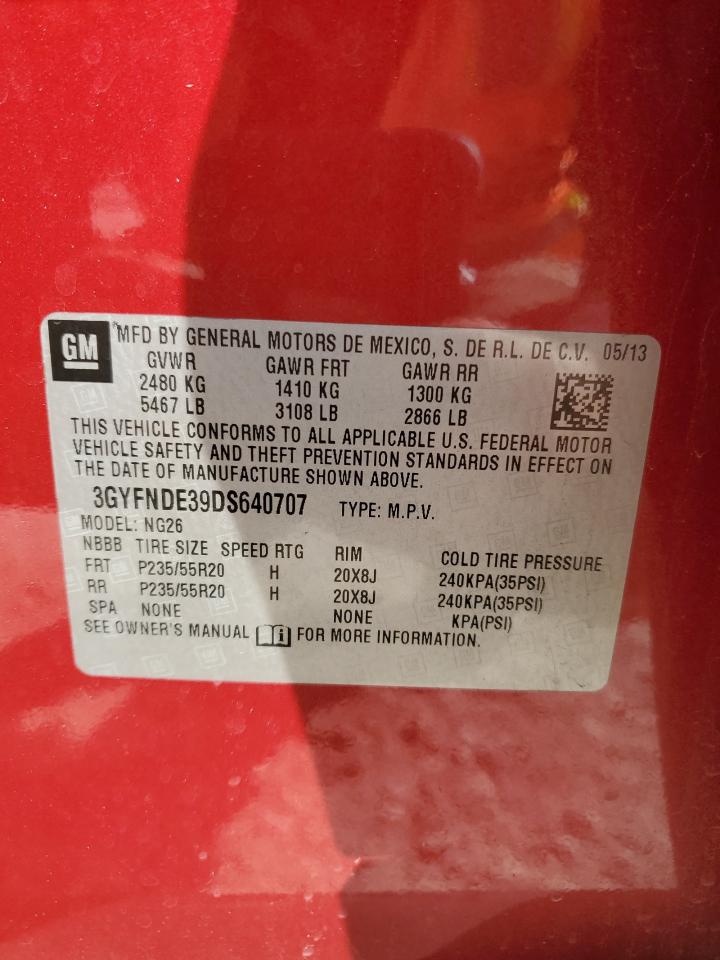 GM
MFD BY GENERAL MOTORS DE MEXICO, S. DE R.L. DE C.V. 05/13
GVWR GAWR FRT GAWR RR
2480 KG 1410 KG 1300 KG
5467 LB 3108 LB 2866 LB
THIS VEHICLE CONFORMS TO ALL APPLICABLE U.S. FEDERAL MOTOR
VEHICLE SAFETY AND THEFT PREVENTION STANDARDS IN EFFECT ON
THE DATE OF MANUFACTURE SHOWN ABOVE.
3GYFNDE39DS640707 TYPE: M.P.V.
MODEL: NG26
NBBB TIRE SIZE SPEED RTG RIM COLD TIRE PRESSURE
FRT P235/55R20 H 20X8J 240KPA(35PSI)
RR P235/55R20 H 20X8J 240KPA(35PSI)
SPA NONE NONE KPA(PSI)
SEE OWNER'S MANUAL FOR MORE INFORMATION.